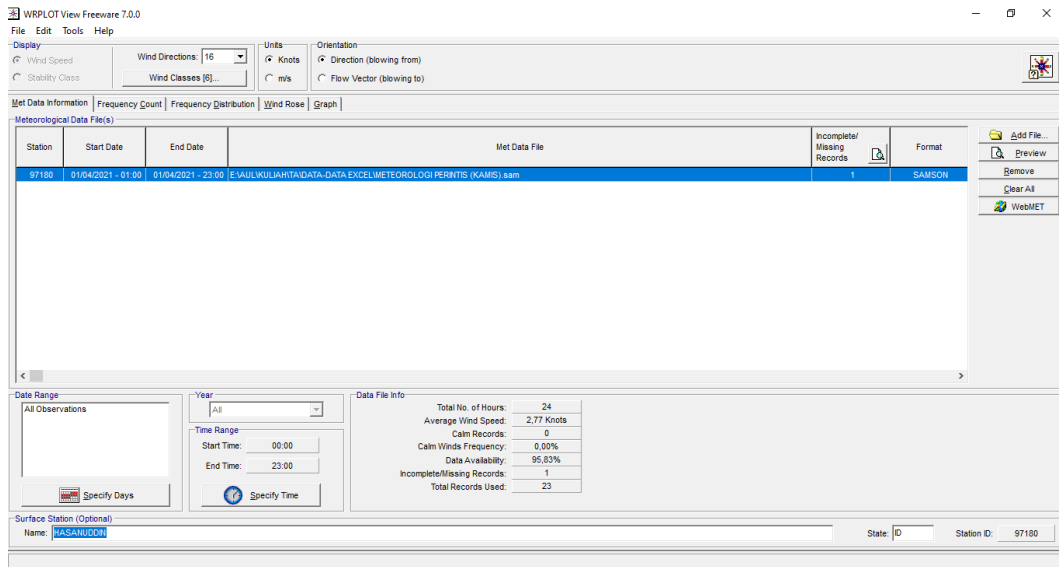 WRPLOT View Freeware 7.0.0
File Edit Tools Help
Display
Wind Speed
Stability Class
Wind Directions: 16
Wind Classes [6]...
Units
Knots
m/s
Orientation
Direction (blowing from)
Flow Vector (blowing to)
Met Data Information Frequency Count Frequency Distribution Wind Rose Graph
Meteorological Data File(s)
Station Start Date End Date Met Data File Incomplete/ Missing Records Format
97180 01/04/2021 - 01:00 01/04/2021 - 23:00 E:\AUL\KULIAH\TA\DATA-DATA EXCEL\METEOROLOGI PERINTIS (KAMIS).sam 1 SAMSON
Add File...
Preview
Remove
Clear All
WebMET
Date Range
All Observations
Specify Days
Year
All
Time Range
Start Time: 00:00
End Time: 23:00
Specify Time
Data File Info
Total No. of Hours: 24
Average Wind Speed: 2,77 Knots
Calm Records: 0
Calm Winds Frequency: 0,00%
Data Availability: 95,83%
Incomplete/Missing Records: 1
Total Records Used: 23
Surface Station (Optional)
Name: HASANUDDIN State: ID Station ID: 97180